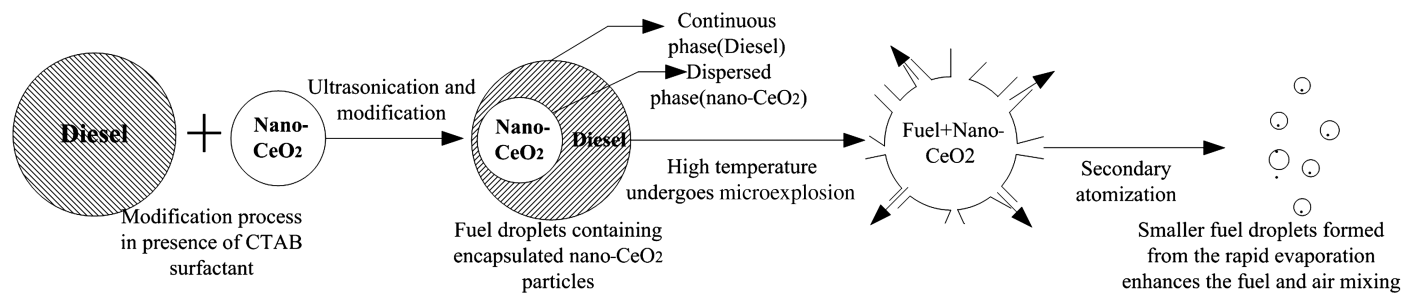 Diesel
Nano-
CeO2
Modification process
in presence of CTAB
surfactant
Ultrasonication and
modification
Continuous
phase(Diesel)
Dispersed
phase(nano-CeO2)
Nano-
CeO2
Diesel
Fuel droplets containing
encapsulated nano-CeO2
particles
High temperature
undergoes microexplosion
Fuel+Nano-
CeO2
Secondary
atomization
Smaller fuel droplets formed
from the rapid evaporation
enhances the fuel and air mixing